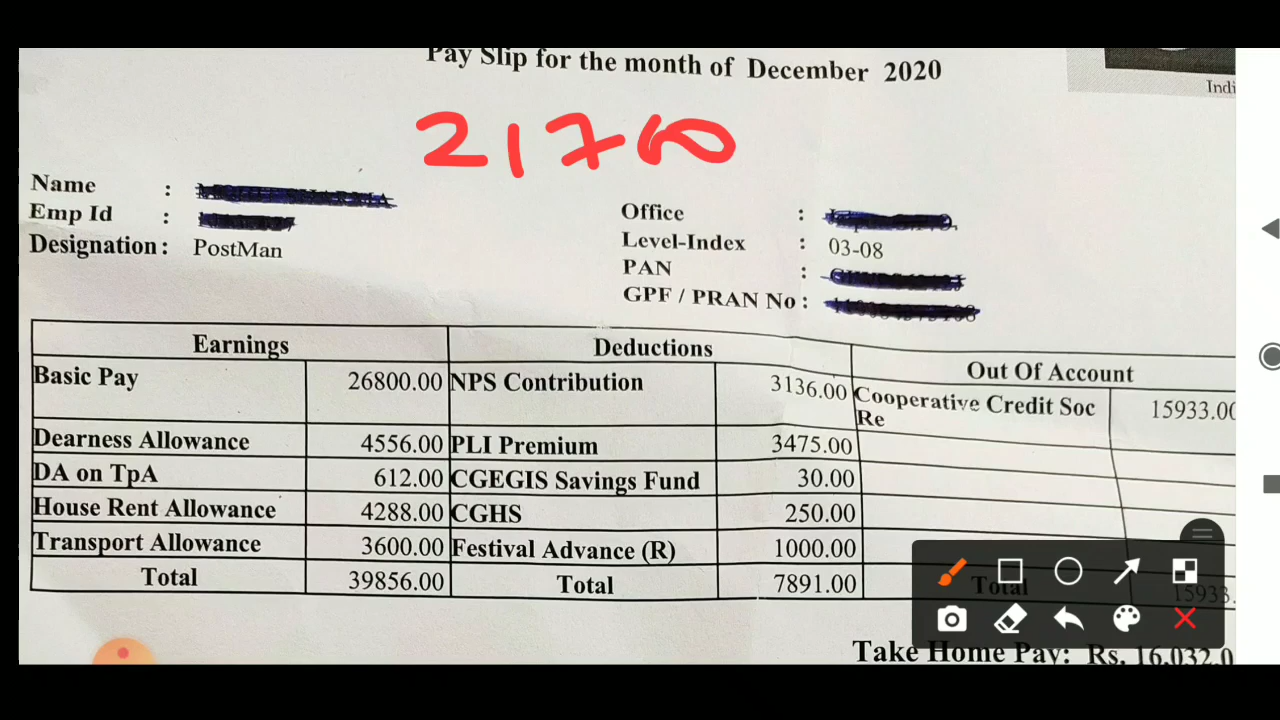 Pay Slip for the month of December 2020
Indi
21700
Name :
Emp Id :
Designation : PostMan
Office :
Level-Index : 03-08
PAN :
GPF / PRAN No :
Earnings Deductions Out Of Account
Basic Pay 26800.00 NPS Contribution 3136.00 Cooperative Credit Soc Re 15933.00
Dearness Allowance 4556.00 PLI Premium 3475.00
DA on TpA 612.00 CGEGIS Savings Fund 30.00
House Rent Allowance 4288.00 CGHS 250.00
Transport Allowance 3600.00 Festival Advance (R) 1000.00
Total 39856.00 Total 7891.00 Total 15933.
Take Home Pay: Rs. 16,032.0